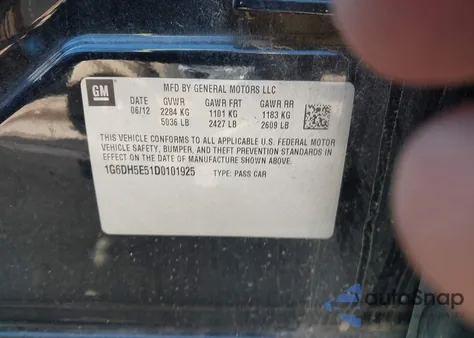 GM
MFD BY GENERAL MOTORS LLC
DATE GVWR GAWR FRT GAWR RR
06/12 2284 KG 1101 KG 1183 KG
5036 LB 2427 LB 2609 LB
THIS VEHICLE CONFORMS TO ALL APPLICABLE U.S. FEDERAL MOTOR
VEHICLE SAFETY, BUMPER, AND THEFT PREVENTION STANDARDS
IN EFFECT ON THE DATE OF MANUFACTURE SHOWN ABOVE.
1G6DH5E51D0101925 TYPE: PASS CAR
autoSnap